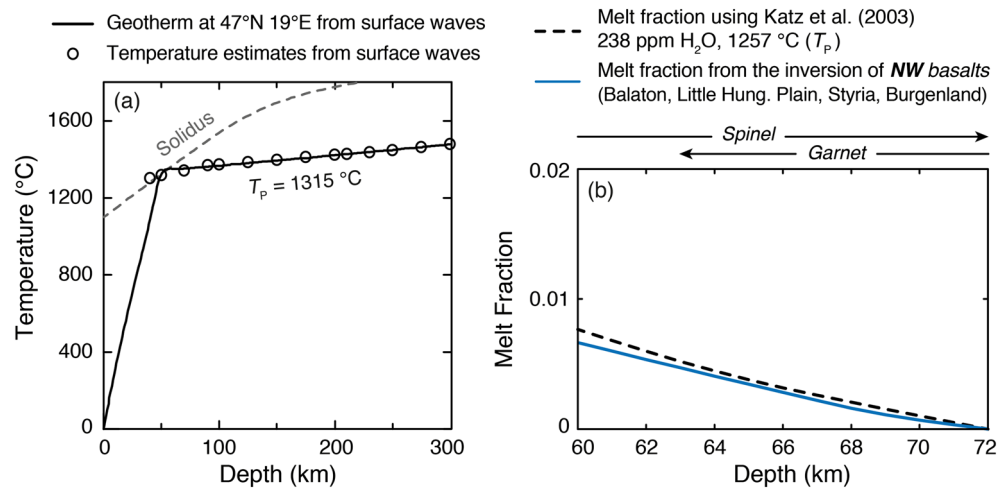 Geotherm at 47°N 19°E from surface waves
Temperature estimates from surface waves
Melt fraction using Katz et al. (2003)
238 ppm H₂O, 1257 °C (Tₚ)
Melt fraction from the inversion of NW basalts
(Balaton, Little Hung. Plain, Styria, Burgenland)
(a)
Solidus
Tₚ = 1315 °C
Temperature (°C)
1600
1200
800
400
0
0
100
200
300
Depth (km)
Spinel
Garnet
(b)
Melt Fraction
0.02
0.01
0
60
62
64
66
68
70
72
Depth (km)